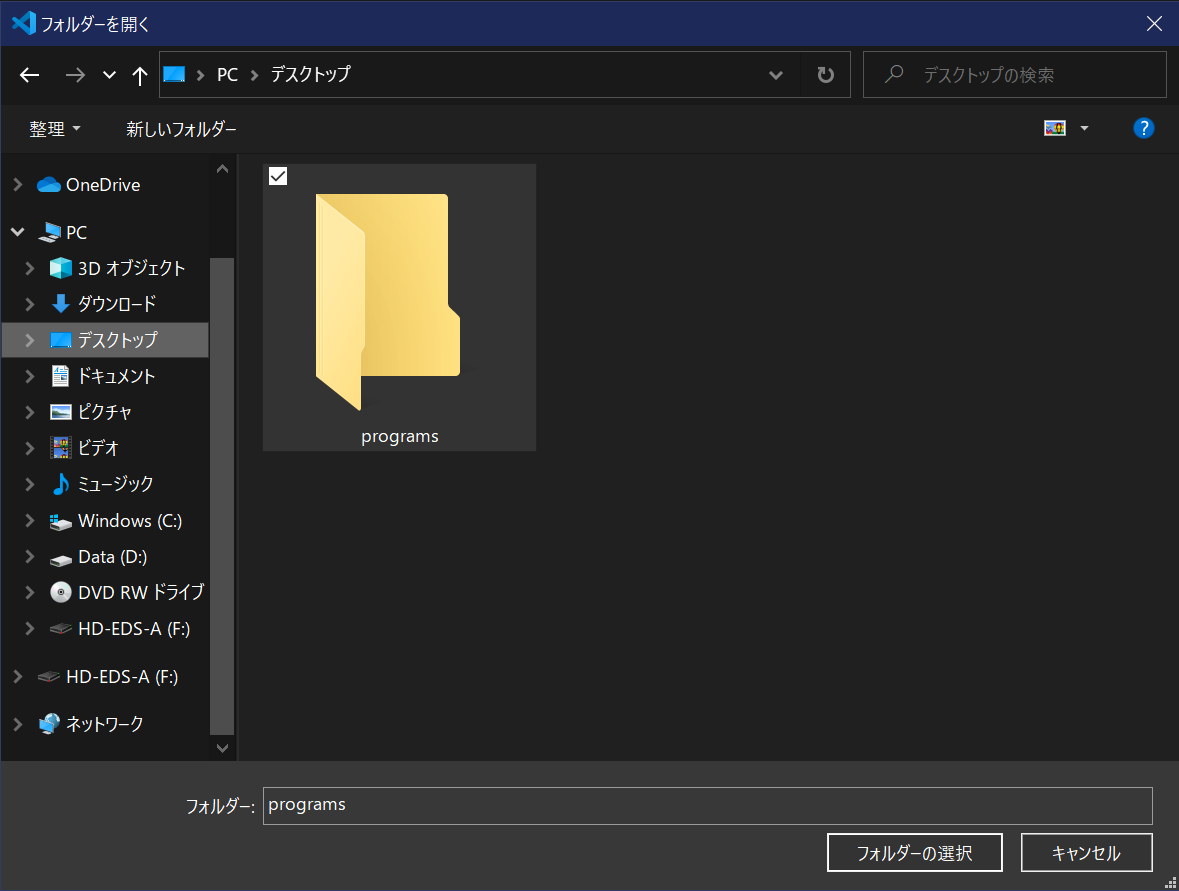 フォルダーを開く
PC
デスクトップ
デスクトップの検索
整理
新しいフォルダー
?
OneDrive
PC
3D オブジェクト
ダウンロード
デスクトップ
ドキュメント
ピクチャ
ビデオ
ミュージック
Windows (C:)
Data (D:)
DVD RW ドライブ
HD-EDS-A (F:)
HD-EDS-A (F:)
ネットワーク
programs
フォルダー: programs
フォルダーの選択
キャンセル